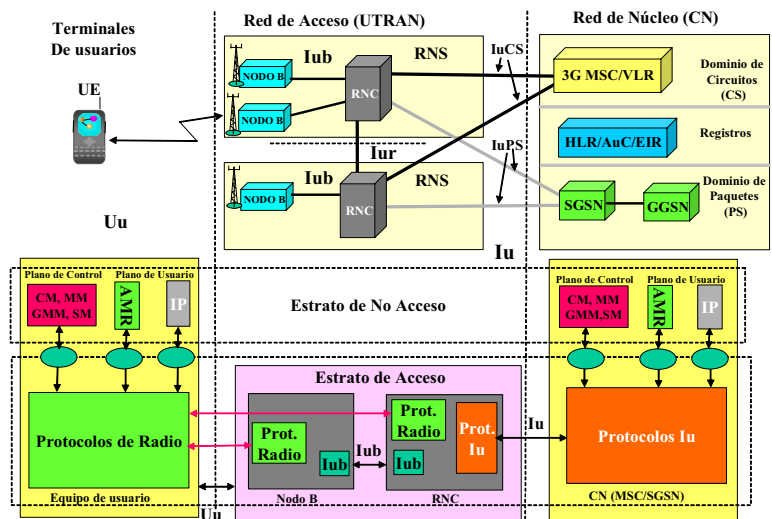 Terminales
De usuarios
Red de Acceso (UTRAN)
Red de Núcleo (CN)
UE
Iub
RNS
NODO B
NODO B
RNC
IuCS
3G MSC/VLR
Dominio de
Circuitos (CS)
HLR/AuC/EIR
Registros
Iur
IuPS
Iub
RNS
NODO B
RNC
SGSN
GGSN
Dominio de
Paquetes (PS)
Uu
Iu
Plano de Control
Plano de Usuario
CM, MM
GMM, SM
AMR
IP
Estrato de No Acceso
Plano de Control
Plano de Usuario
CM, MM
GMM,SM
AMR
IP
Estrato de Acceso
Protocolos de Radio
Prot.
Radio
Iub
Iub
Prot.
Radio
Iub
Prot.
Iu
Iu
Protocolos Iu
Equipo de usuario
Uu
Nodo B
RNC
CN (MSC/SGSN)